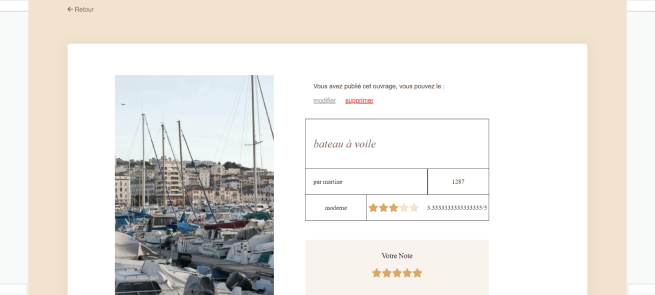 ← Retour
Vous avez publié cet ouvrage, vous pouvez le :
modifier supprimer
bateau à voile
par martine 1287
moderne 3.3333333333333335/5
Votre Note